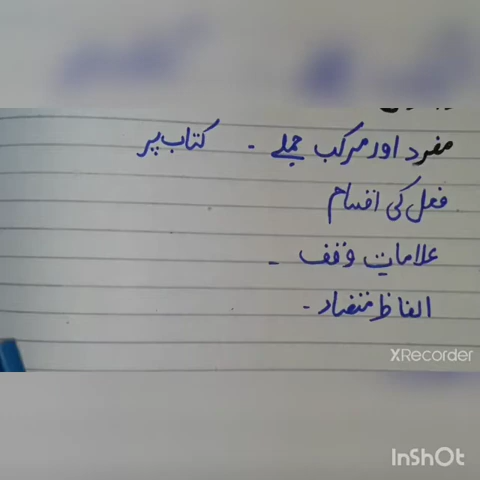 مفرد اور مرکب جملے - کتاب پر
فعل کی اقسام
علامات وقف -
الفاظ متضاد -
XRecorder
InShOt